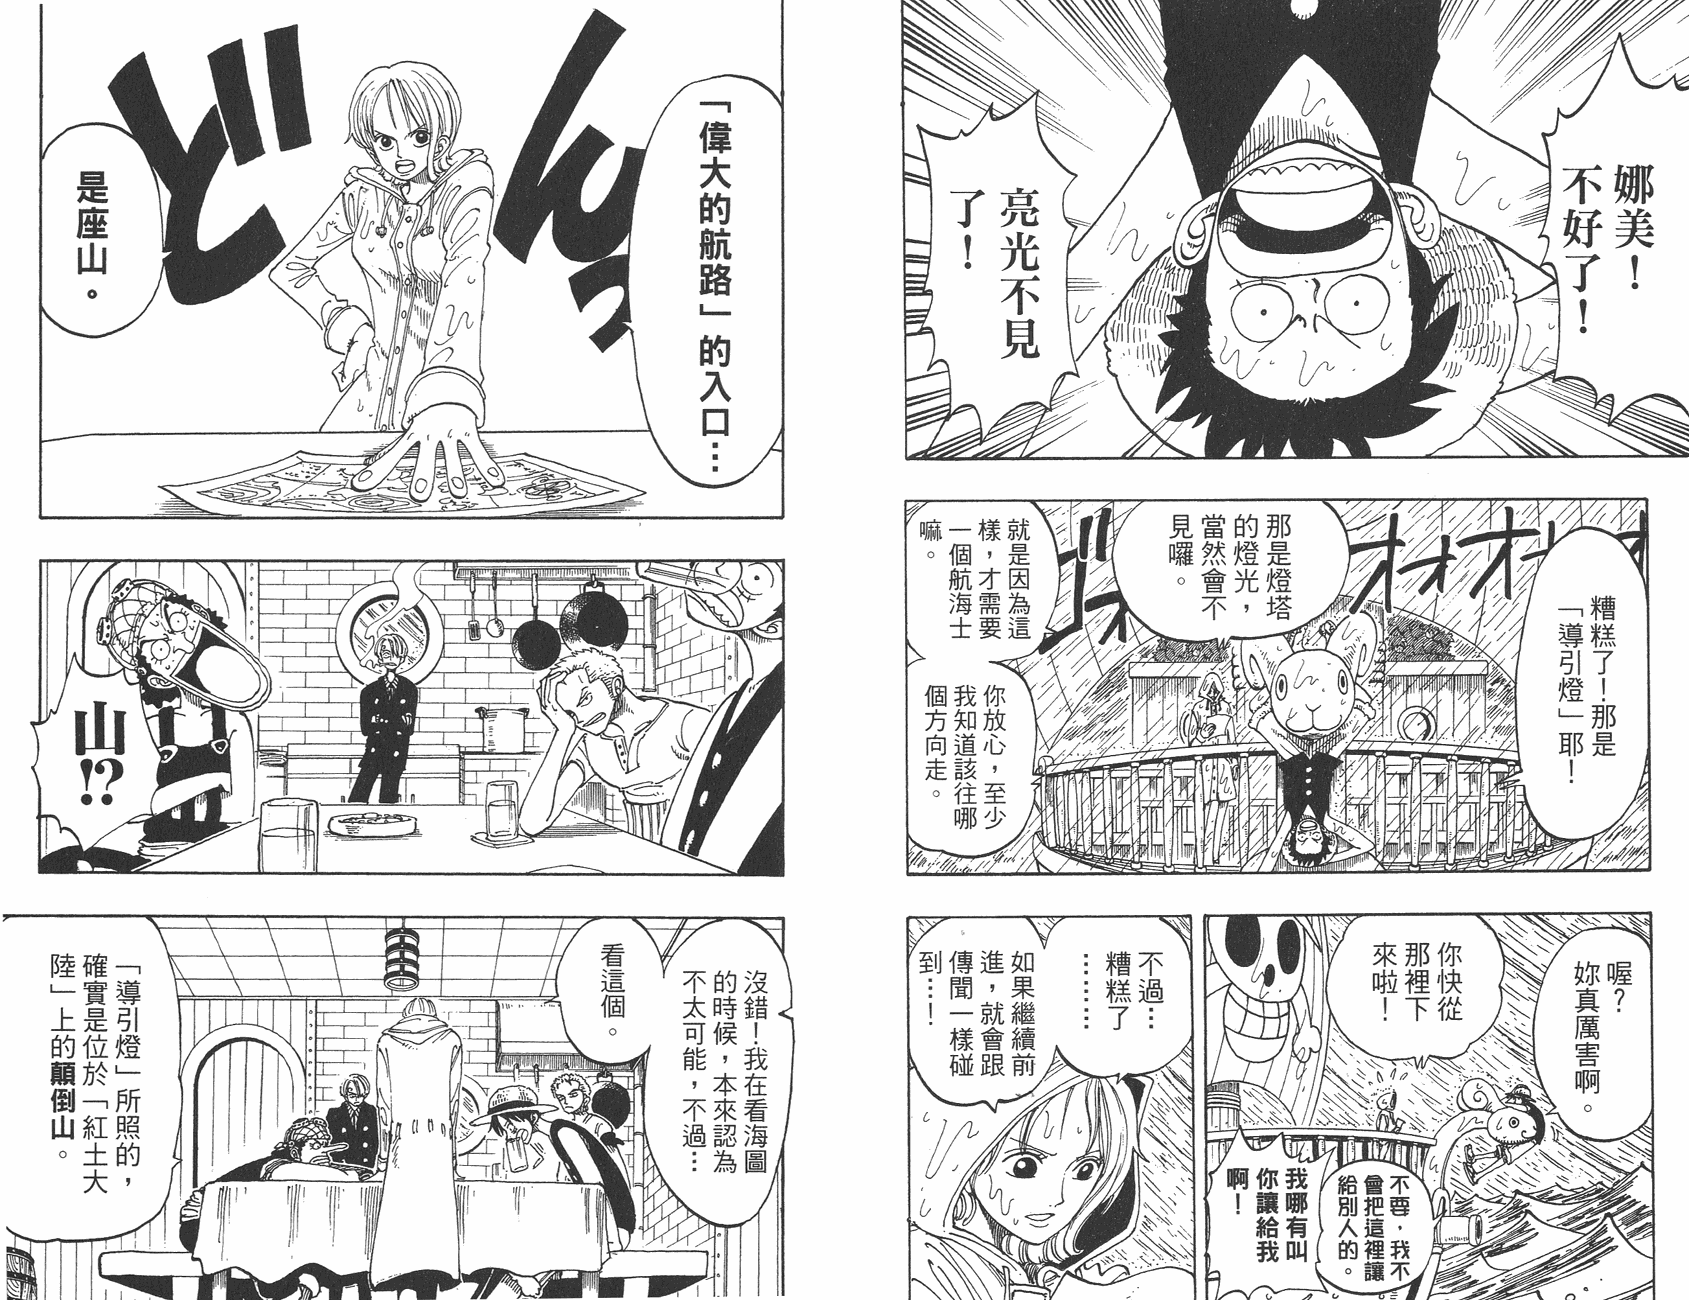 娜美！
不好了！
亮光不見
了！
糟糕了！那是
「導引燈」耶！
オオオオ
那是燈塔
的燈光，
當然會不
見囉。
ゴオ
就是因為這
樣，才需要
一個航海士
嘛。
你放心，至少
我知道該往哪
個方向走。
喔？
妳真厲害啊。
你快從
那裡下
來啦！
不要，我不
會把這裡讓
給別人的。
我哪有叫
你讓給我
啊！
不過…
糟糕了
………
如果繼續前
進，就會跟
傳聞一樣碰
到…！
「偉大的航路」的入口…
どんっ
是座山。
山!?
沒錯！我在看海圖
的時候，本來認為
不太可能，不過…
看這個。
「導引燈」所照的，
確實是位於「紅土大
陸」上的顛倒山。